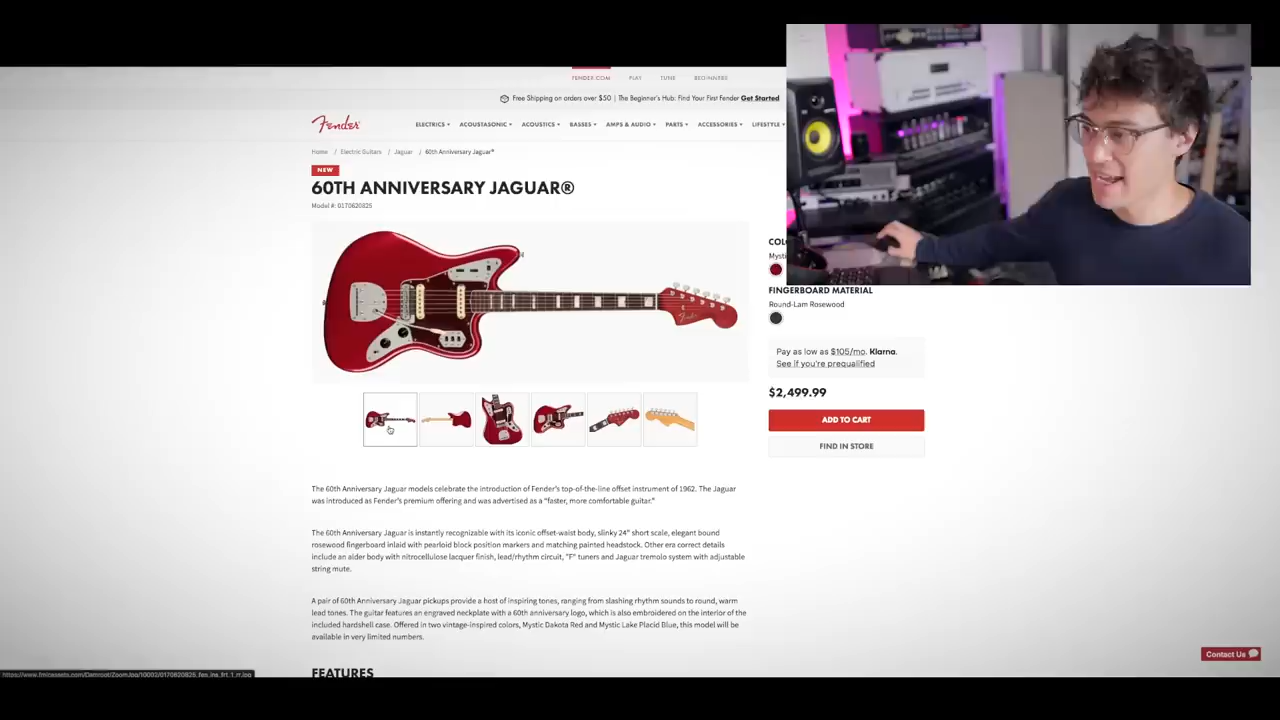 FENDER.COM PLAY TUNE BEGINNERS
Free Shipping on orders over $50 | The Beginner's Hub: Find Your First Fender Get Started
Fender
ELECTRICS ACOUSTASONIC ACOUSTICS BASSES AMPS & AUDIO PARTS ACCESSORIES LIFESTYLE
Home / Electric Guitars / Jaguar / 60th Anniversary Jaguar®
NEW
60TH ANNIVERSARY JAGUAR®
Model #: 0170620825
COLO
Mysti
FINGERBOARD MATERIAL
Round-Lam Rosewood
Pay as low as $105/mo. Klarna.
See if you're prequalified
$2,499.99
ADD TO CART
FIND IN STORE
The 60th Anniversary Jaguar models celebrate the introduction of Fender's top-of-the-line offset instrument of 1962. The Jaguar
was introduced as Fender's premium offering and was advertised as a "faster, more comfortable guitar."
The 60th Anniversary Jaguar is instantly recognizable with its iconic offset-waist body, slinky 24" short scale, elegant bound
rosewood fingerboard inlaid with pearloid block position markers and matching painted headstock. Other era correct details
include an alder body with nitrocellulose lacquer finish, lead/rhythm circuit, "F" tuners and Jaguar tremolo system with adjustable
string mute.
A pair of 60th Anniversary Jaguar pickups provide a host of inspiring tones, ranging from slashing rhythm sounds to round, warm
lead tones. The guitar features an engraved neckplate with a 60th anniversary logo, which is also embroidered on the interior of the
included hardshell case. Offered in two vintage-inspired colors, Mystic Dakota Red and Mystic Lake Placid Blue, this model will be
available in very limited numbers.
FEATURES
Contact Us